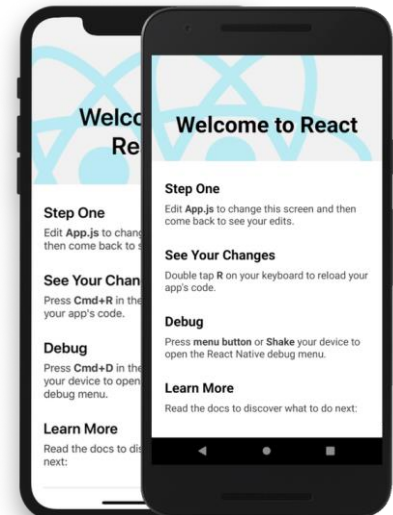 Welco
Re
Step One
Edit App.js to chang
then come back to s
See Your Chan
Press Cmd+R in the
your app's code.
Debug
Press Cmd+D in the
your device to open
debug menu.
Learn More
Read the docs to dis
next:
Welcome to React
Step One
Edit App.js to change this screen and then
come back to see your edits.
See Your Changes
Double tap R on your keyboard to reload your
app's code.
Debug
Press menu button or Shake your device to
open the React Native debug menu.
Learn More
Read the docs to discover what to do next: